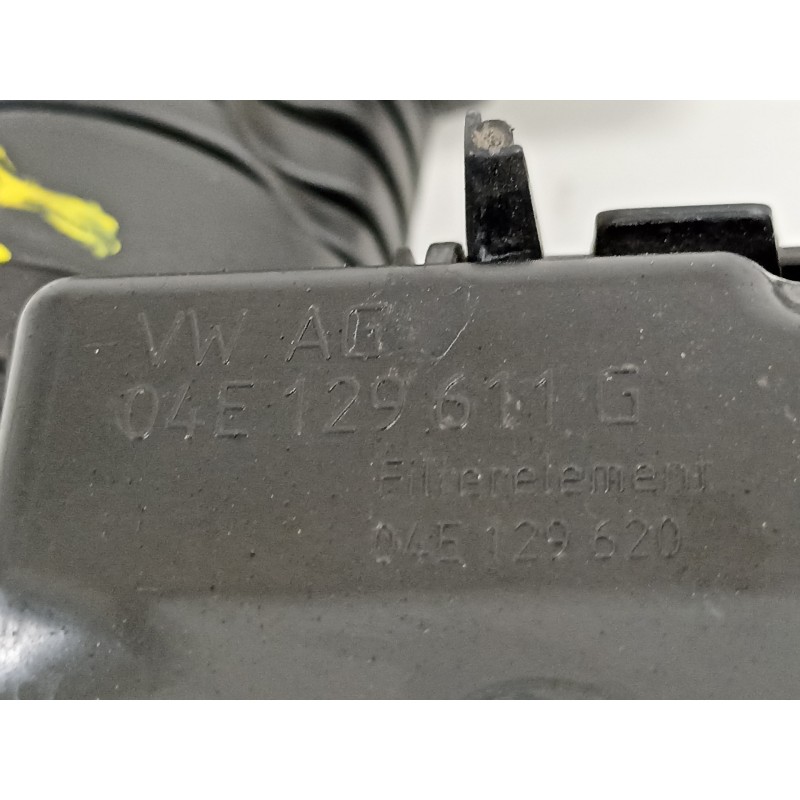 VW AG
04E 129 611 G
Filterelement
04E 129 620